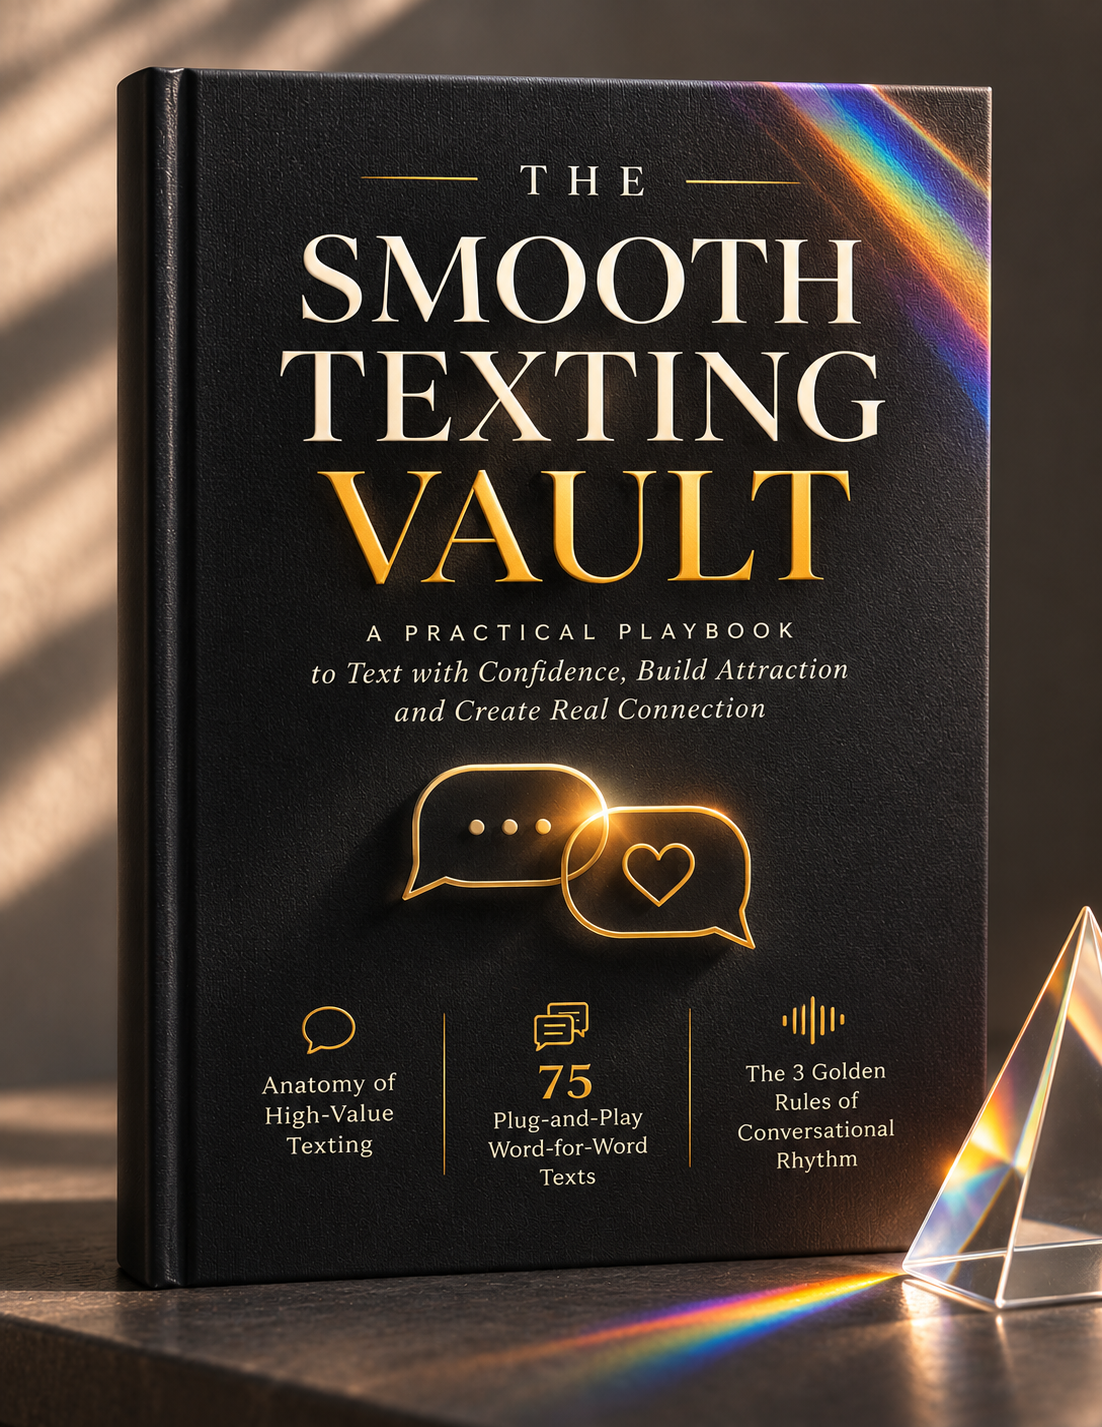 THE
SMOOTH
TEXTING
VAULT
A PRACTICAL PLAYBOOK
to Text with Confidence, Build Attraction
and Create Real Connection
Anatomy of
High-Value
Texting
75
Plug-and-Play
Word-for-Word
Texts
The 3 Golden
Rules of
Conversational
Rhythm